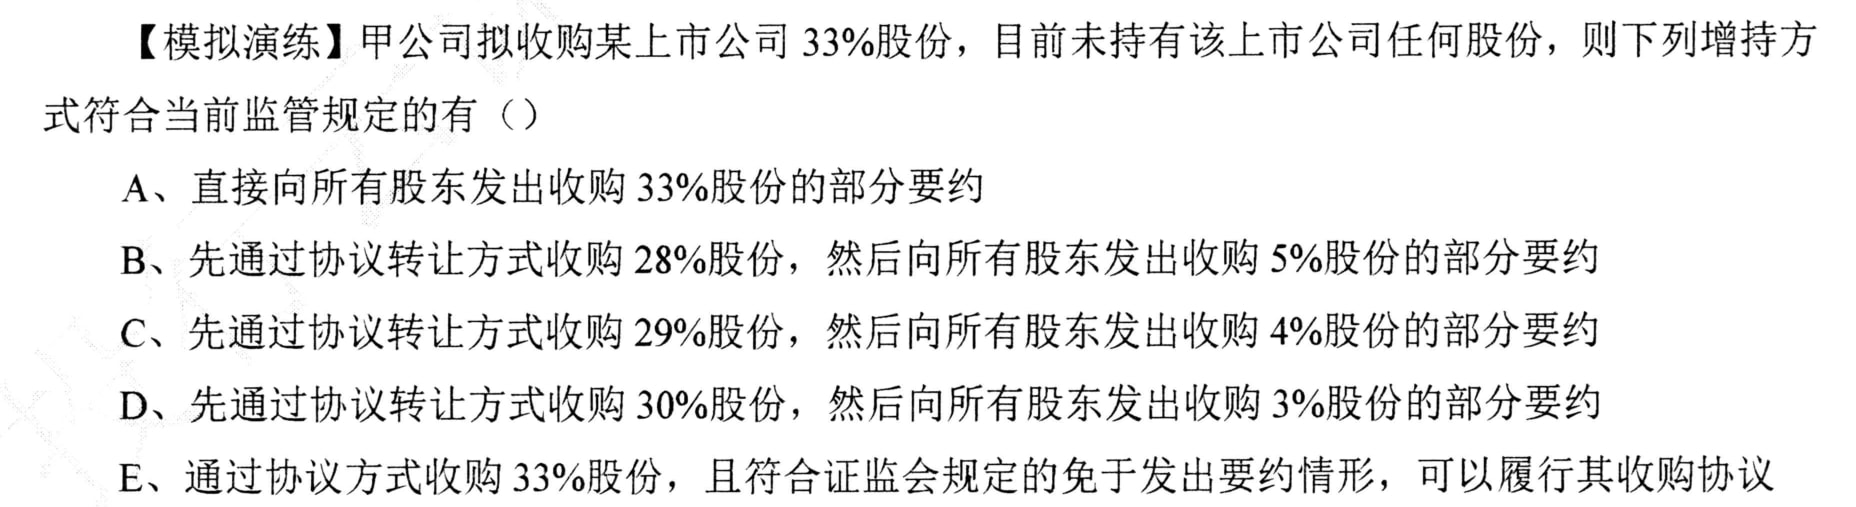 【模拟演练】甲公司拟收购某上市公司 33%股份，目前未持有该上市公司任何股份，则下列增持方
式符合当前监管规定的有（）
A、直接向所有股东发出收购 33%股份的部分要约
B、先通过协议转让方式收购 28%股份，然后向所有股东发出收购 5%股份的部分要约
C、先通过协议转让方式收购 29%股份，然后向所有股东发出收购 4%股份的部分要约
D、先通过协议转让方式收购 30%股份，然后向所有股东发出收购 3%股份的部分要约
E、通过协议方式收购 33%股份，且符合证监会规定的免于发出要约情形，可以履行其收购协议